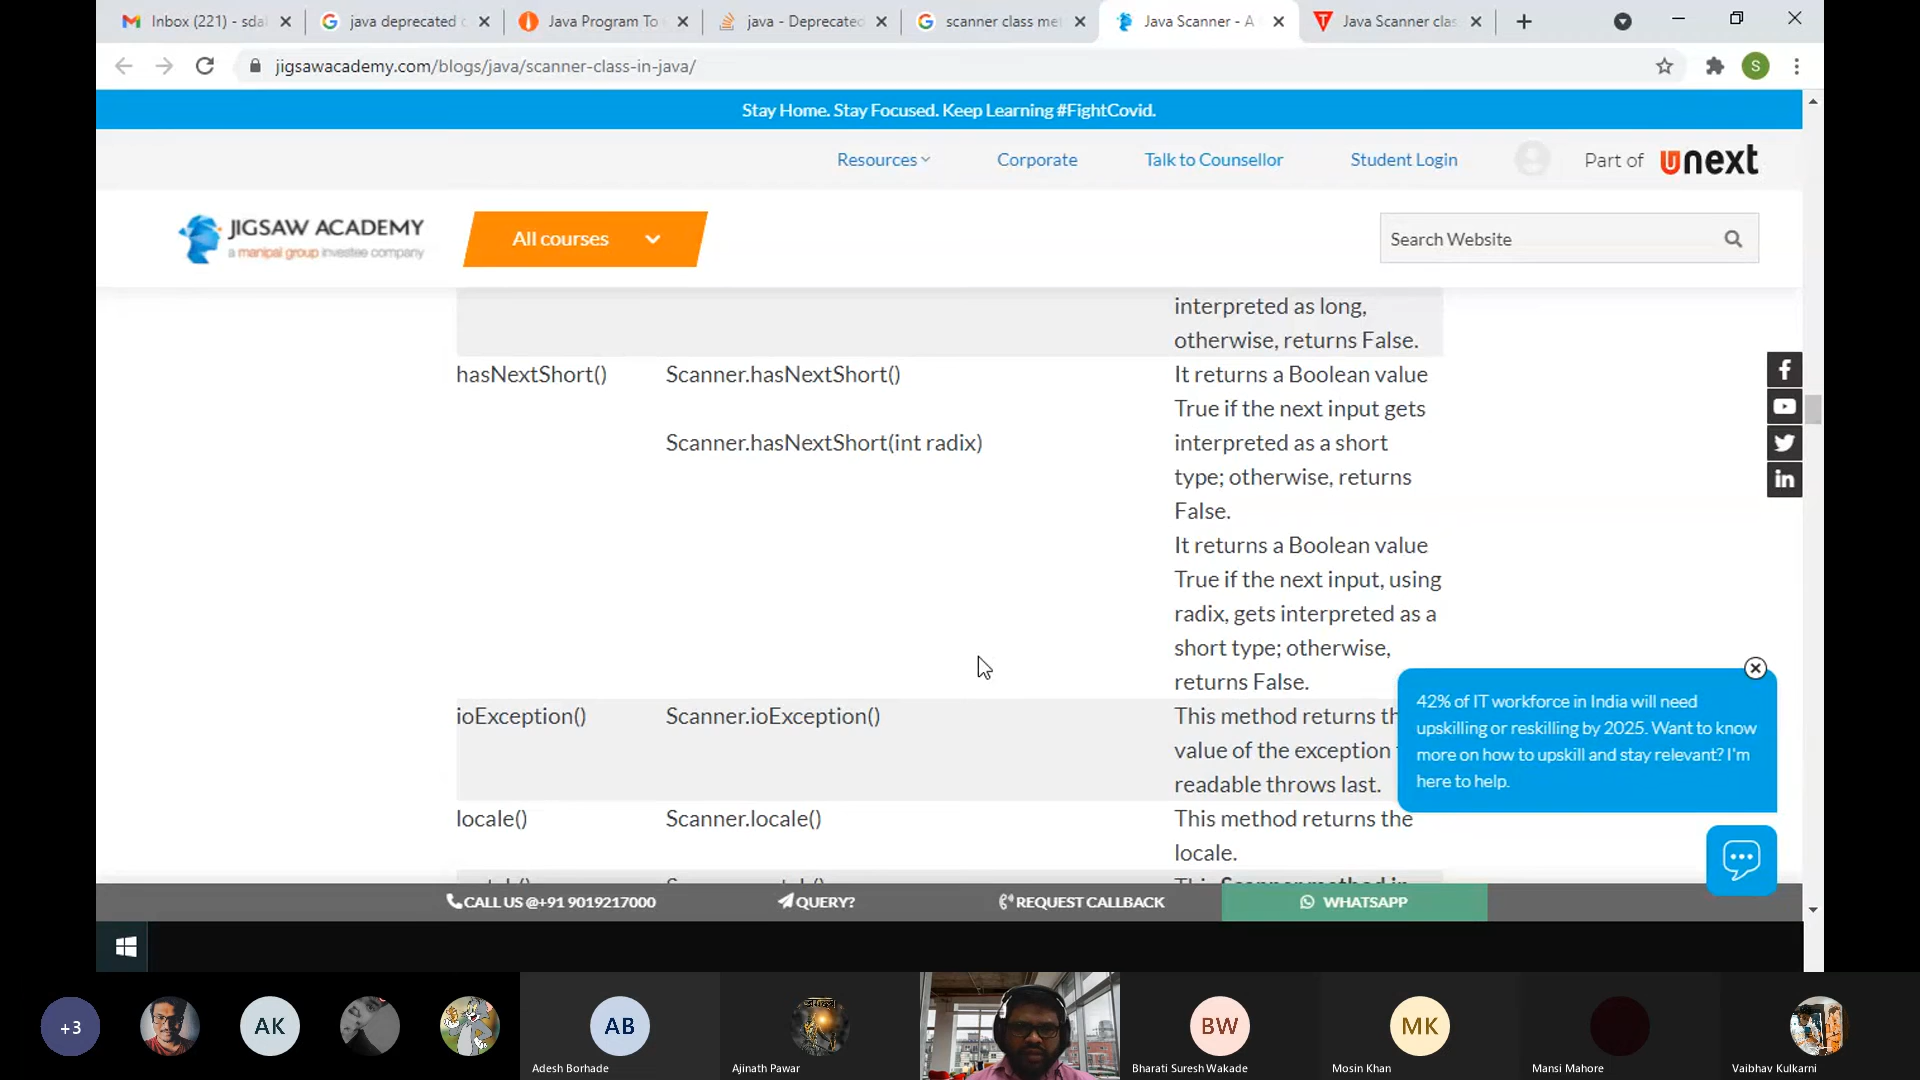 Inbox (221) - sdal
java deprecated c
Java Program To
java - Deprecated
scanner class me
Java Scanner - A
Java Scanner clas
jigsawacademy.com/blogs/java/scanner-class-in-java/
S
Stay Home. Stay Focused. Keep Learning #FightCovid.
Resources
Corporate
Talk to Counsellor
Student Login
Part of unext
JIGSAW ACADEMY
a manipal group investee company
All courses
Search Website
interpreted as long,
otherwise, returns False.
hasNextShort() Scanner.hasNextShort() It returns a Boolean value
True if the next input gets
Scanner.hasNextShort(int radix) interpreted as a short
type; otherwise, returns
False.
It returns a Boolean value
True if the next input, using
radix, gets interpreted as a
short type; otherwise,
returns False.
ioException() Scanner.ioException() This method returns th
value of the exception
readable throws last.
locale() Scanner.locale() This method returns the
locale.
42% of IT workforce in India will need
upskilling or reskilling by 2025. Want to know
more on how to upskill and stay relevant? I'm
here to help.
CALL US @+91 9019217000
QUERY?
REQUEST CALLBACK
WHATSAPP
+3
AK
AB
BW
MK
Adesh Borhade
Ajinath Pawar
Bharati Suresh Wakade
Mosin Khan
Mansi Mahore
Vaibhav Kulkarni